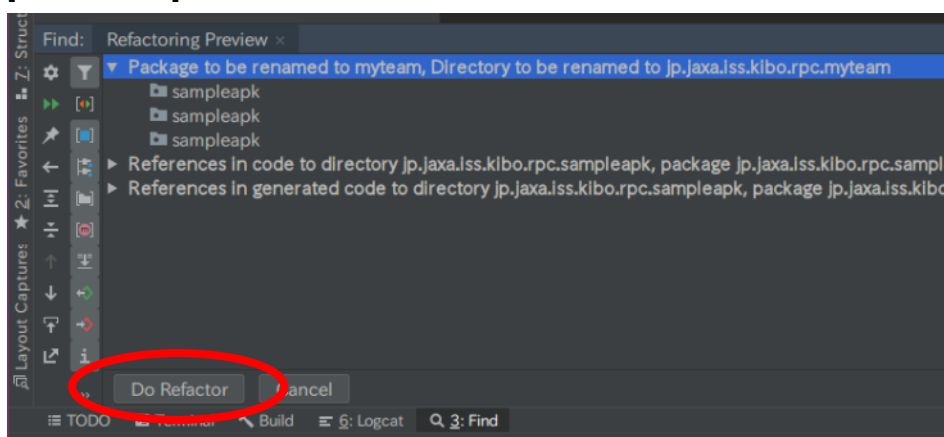 Find: Refactoring Preview ×
Package to be renamed to myteam, Directory to be renamed to jp.jaxa.iss.kibo.rpc.myteam
sampleapk
sampleapk
sampleapk
References in code to directory jp.jaxa.iss.kibo.rpc.sampleapk, package jp.jaxa.iss.kibo.rpc.sampl
References in generated code to directory jp.jaxa.iss.kibo.rpc.sampleapk, package jp.jaxa.iss.kibo
Z: Struct
2: Favorites
Layout Captures
Do Refactor
Cancel
TODO Terminal Build 6: Logcat 3: Find